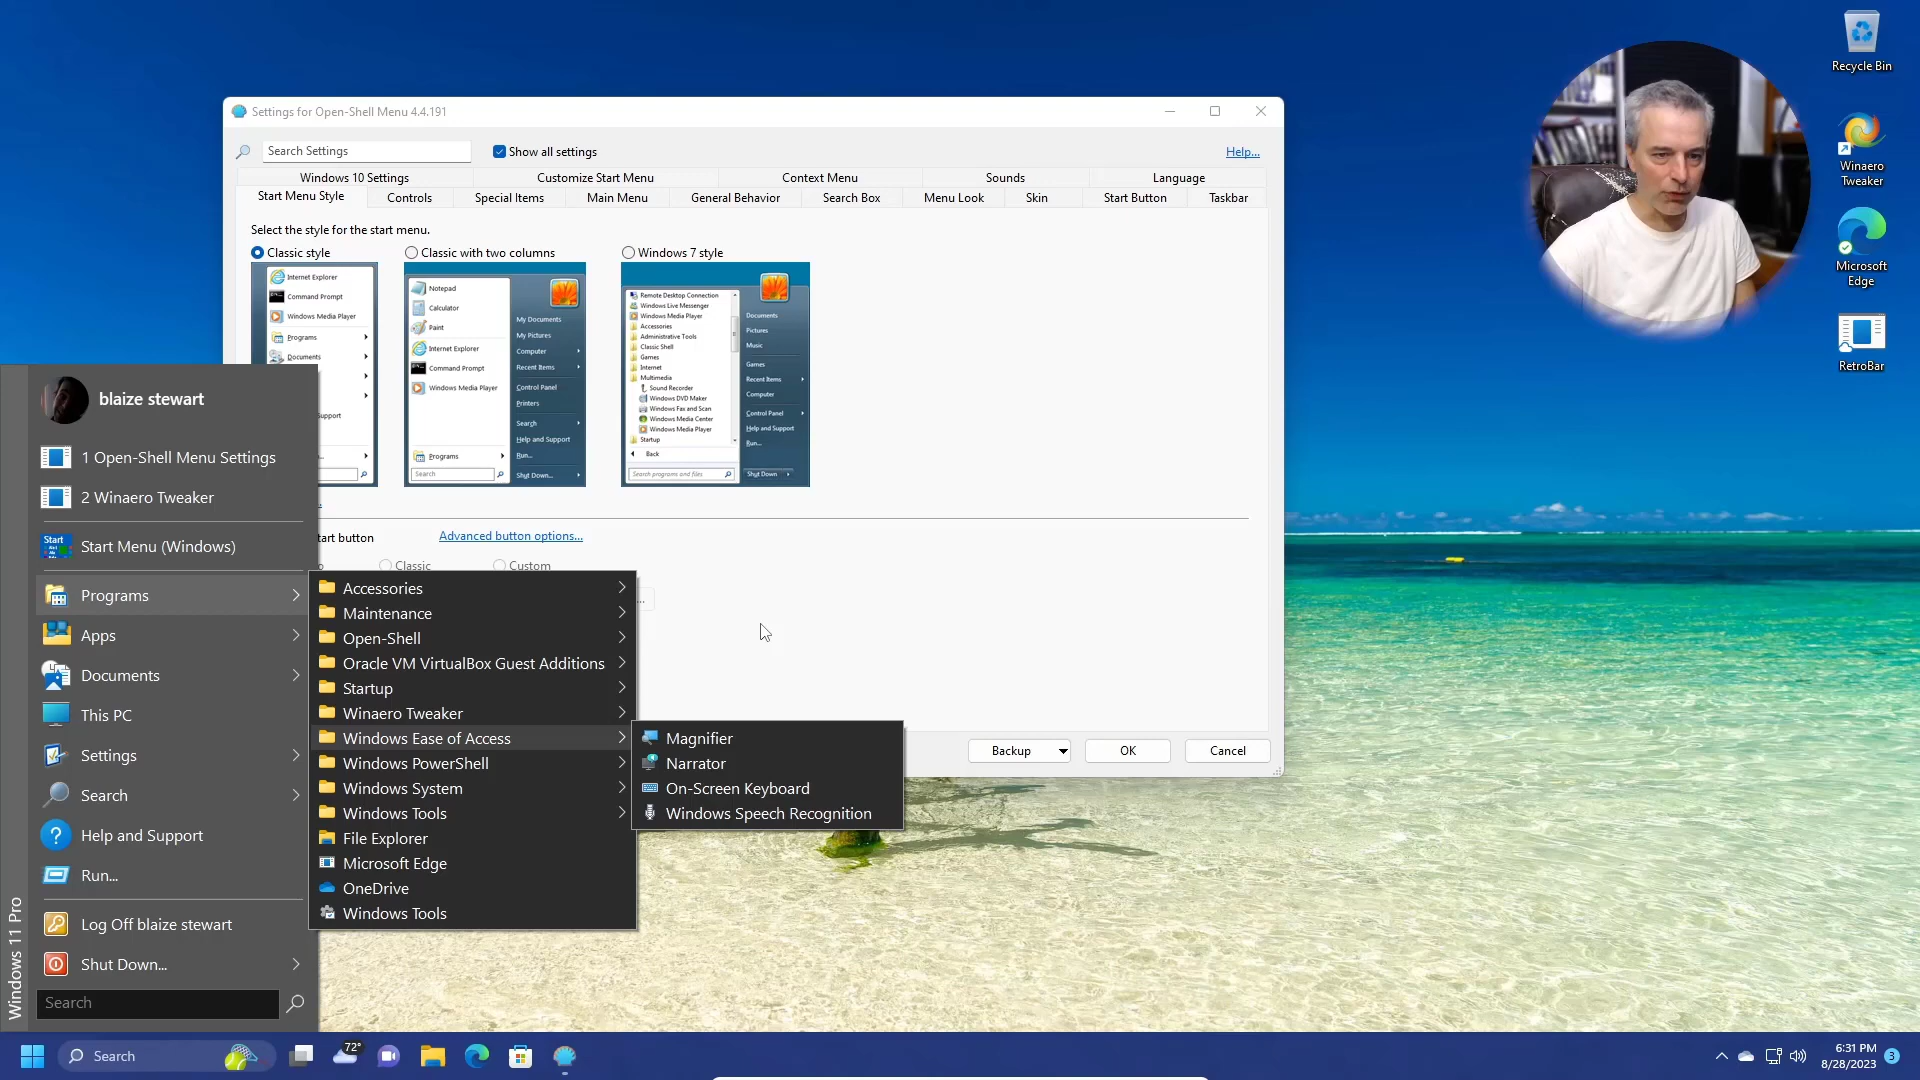 Recycle Bin
Winaero
Tweaker
Microsoft
Edge
RetroBar
Settings for Open-Shell Menu 4.4.191
Search Settings
Show all settings
Help...
Windows 10 Settings
Customize Start Menu
Context Menu
Sounds
Language
Start Menu Style
Controls
Special Items
Main Menu
General Behavior
Search Box
Menu Look
Skin
Start Button
Taskbar
Select the style for the start menu.
Classic style
Classic with two columns
Windows 7 style
Internet Explorer
Command Prompt
Windows Media Player
Programs
Documents
upport
Notepad
Calculator
Paint
Internet Explorer
Command Prompt
Windows Media Player
Programs
Search
My Documents
My Pictures
Computer
Recent Items
Control Panel
Printers
Search
Help and Support
Run...
Shut Down...
Remote Desktop Connection
Windows Live Messenger
Windows Media Player
Accessories
Administrative Tools
Classic Shell
Games
Internet
Multimedia
Sound Recorder
Windows DVD Maker
Windows Fax and Scan
Windows Media Center
Windows Media Player
Startup
Back
Search programs and files
Documents
Pictures
Music
Games
Recent Items
Computer
Control Panel
Help and Support
Run...
Shut Down
tart button
Advanced button options...
Classic
Custom
...
Backup
OK
Cancel
blaize stewart
1 Open-Shell Menu Settings
2 Winaero Tweaker
Start
Start Menu (Windows)
Programs
Apps
Documents
This PC
Settings
Search
Help and Support
Run...
Log Off blaize stewart
Shut Down...
Search
Windows 11 Pro
Accessories
Maintenance
Open-Shell
Oracle VM VirtualBox Guest Additions
Startup
Winaero Tweaker
Windows Ease of Access
Windows PowerShell
Windows System
Windows Tools
File Explorer
Microsoft Edge
OneDrive
Windows Tools
Magnifier
Narrator
On-Screen Keyboard
Windows Speech Recognition
Search
72°
6:31 PM
8/28/2023
3